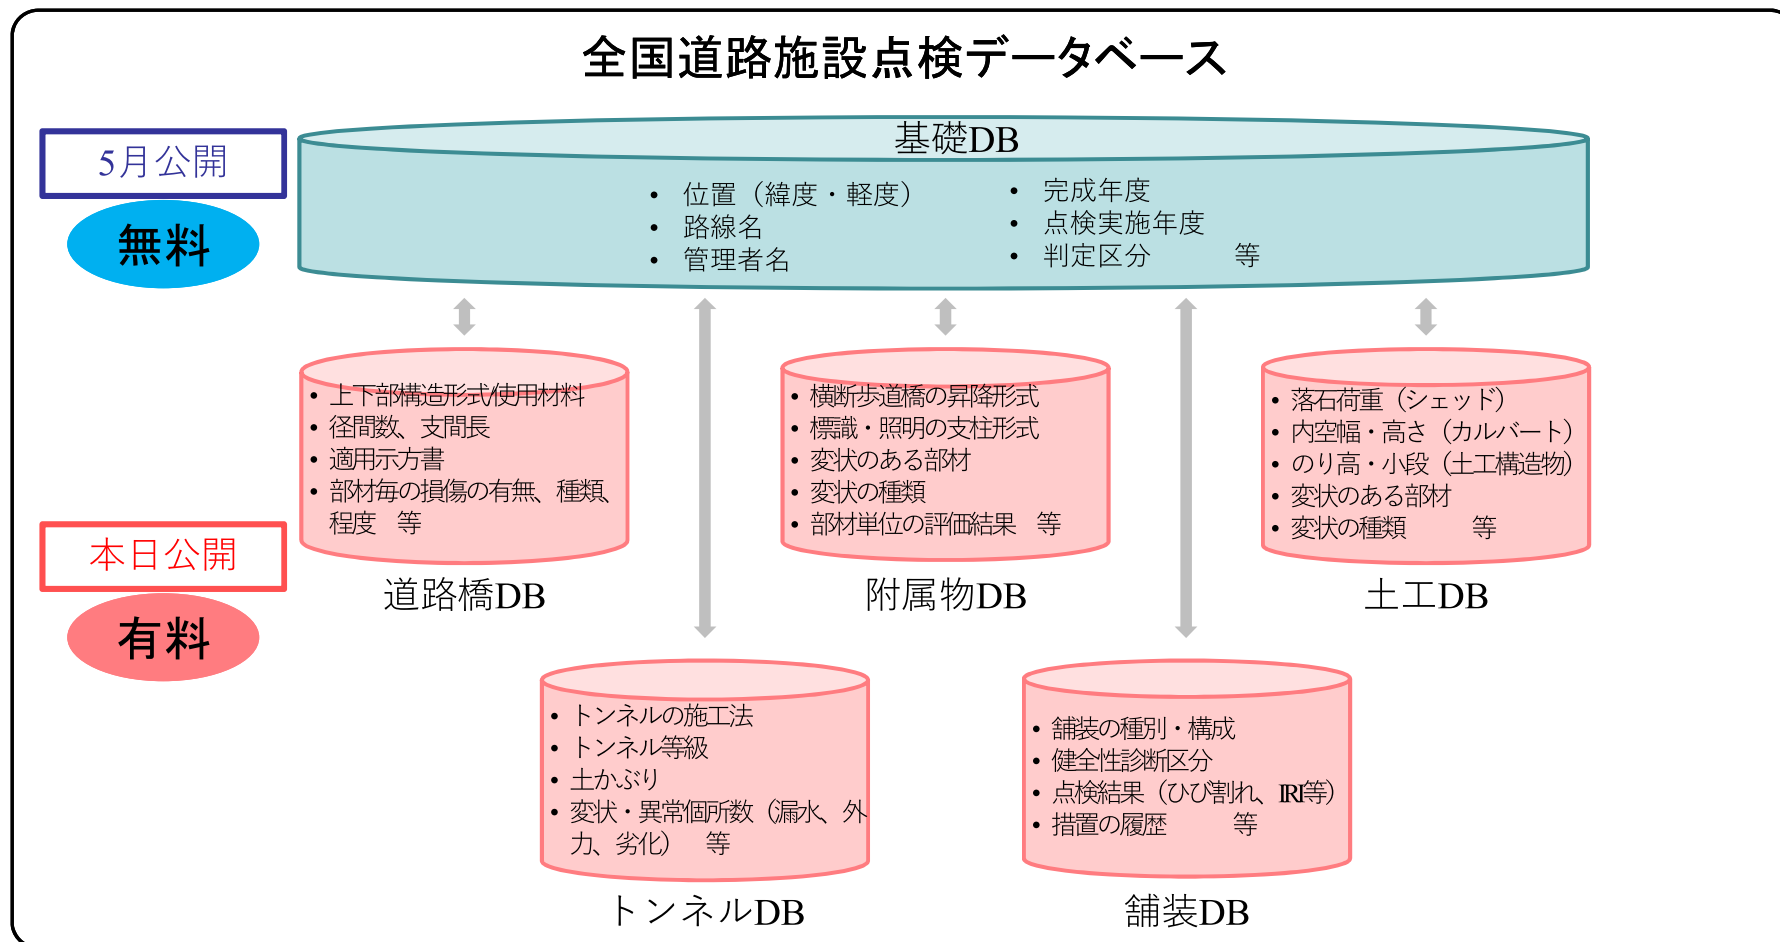 全国道路施設点検データベース
5月公開
無料
基礎DB
• 位置（緯度・軽度）
• 路線名
• 管理者名
• 完成年度
• 点検実施年度
• 判定区分　　　等
本日公開
有料
• 上下部構造形式/使用材料
• 径間数、支間長
• 適用示方書
• 部材毎の損傷の有無、種類、
程度　等
道路橋DB
• 横断歩道橋の昇降形式
• 標識・照明の支柱形式
• 変状のある部材
• 変状の種類
• 部材単位の評価結果　等
附属物DB
• 落石荷重（シェッド）
• 内空幅・高さ（カルバート）
• のり高・小段（土工構造物）
• 変状のある部材
• 変状の種類　　　等
土工DB
• トンネルの施工法
• トンネル等級
• 土かぶり
• 変状・異常個所数（漏水、外
力、劣化）　等
トンネルDB
• 舗装の種別・構成
• 健全性診断区分
• 点検結果（ひび割れ、IRI等）
• 措置の履歴　　　等
舗装DB